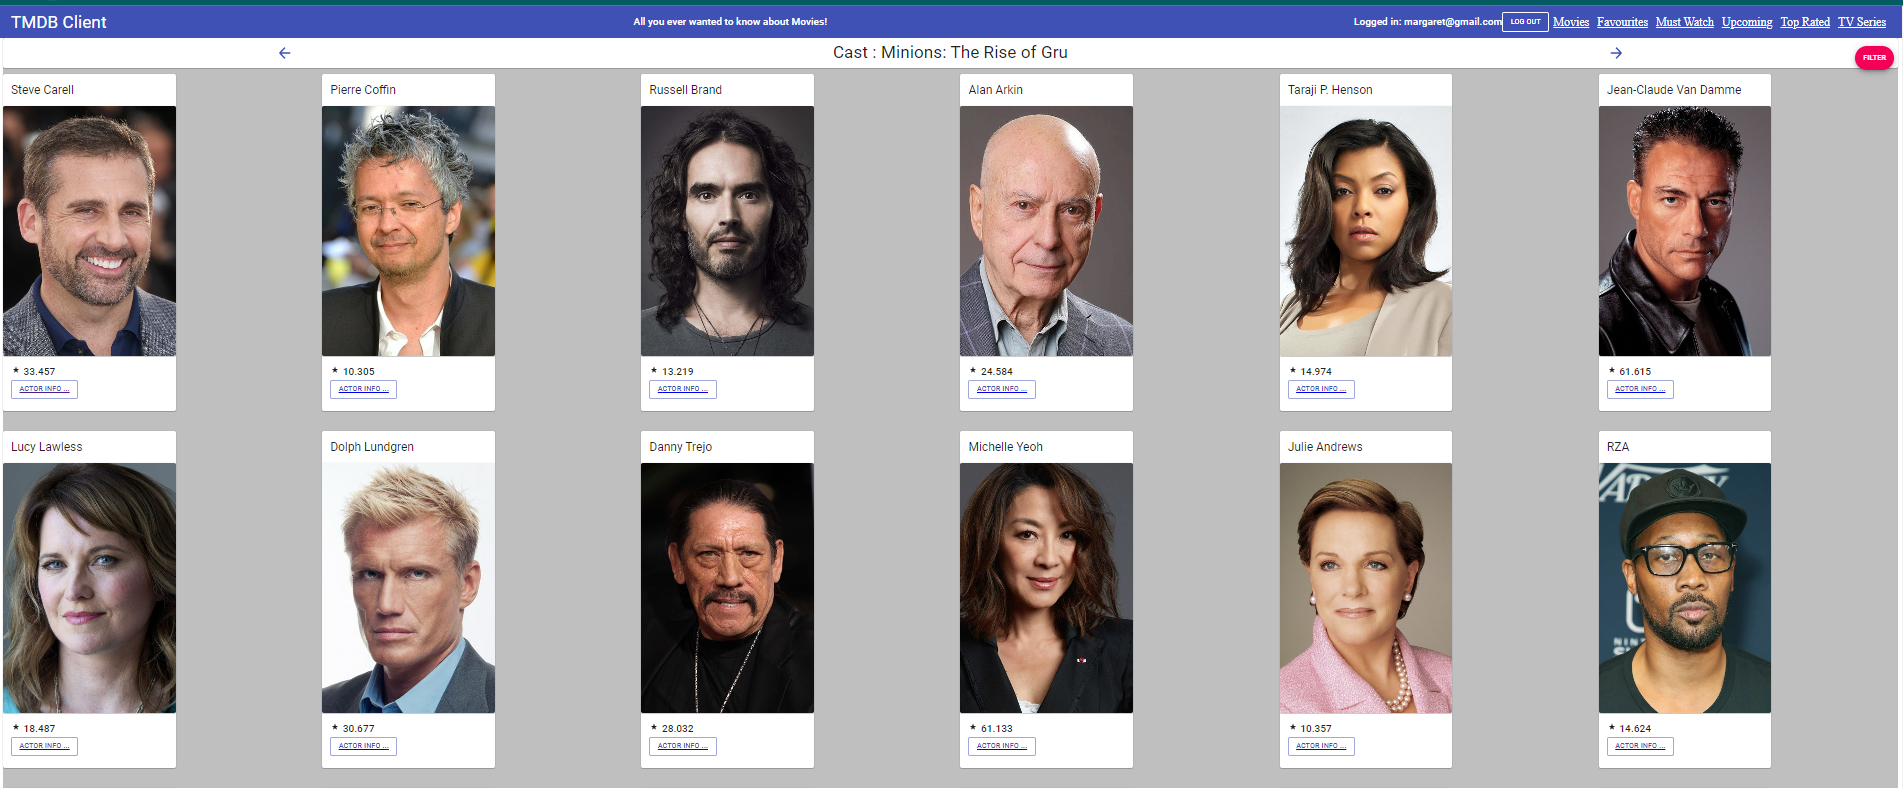 TMDB Client
All you ever wanted to know about Movies!
Logged in: margaret@gmail.com LOG OUT Movies Favourites Must Watch Upcoming Top Rated TV Series
Cast : Minions: The Rise of Gru
FILTER
Steve Carell
Pierre Coffin
Russell Brand
Alan Arkin
Taraji P. Henson
Jean-Claude Van Damme
33.457
10.305
13.219
24.584
14.974
61.615
ACTOR INFO ...
ACTOR INFO ...
ACTOR INFO ...
ACTOR INFO ...
ACTOR INFO ...
ACTOR INFO ...
Lucy Lawless
Dolph Lundgren
Danny Trejo
Michelle Yeoh
Julie Andrews
RZA
18.487
30.677
28.032
61.133
10.357
14.624
ACTOR INFO ...
ACTOR INFO ...
ACTOR INFO ...
ACTOR INFO ...
ACTOR INFO ...
ACTOR INFO ...